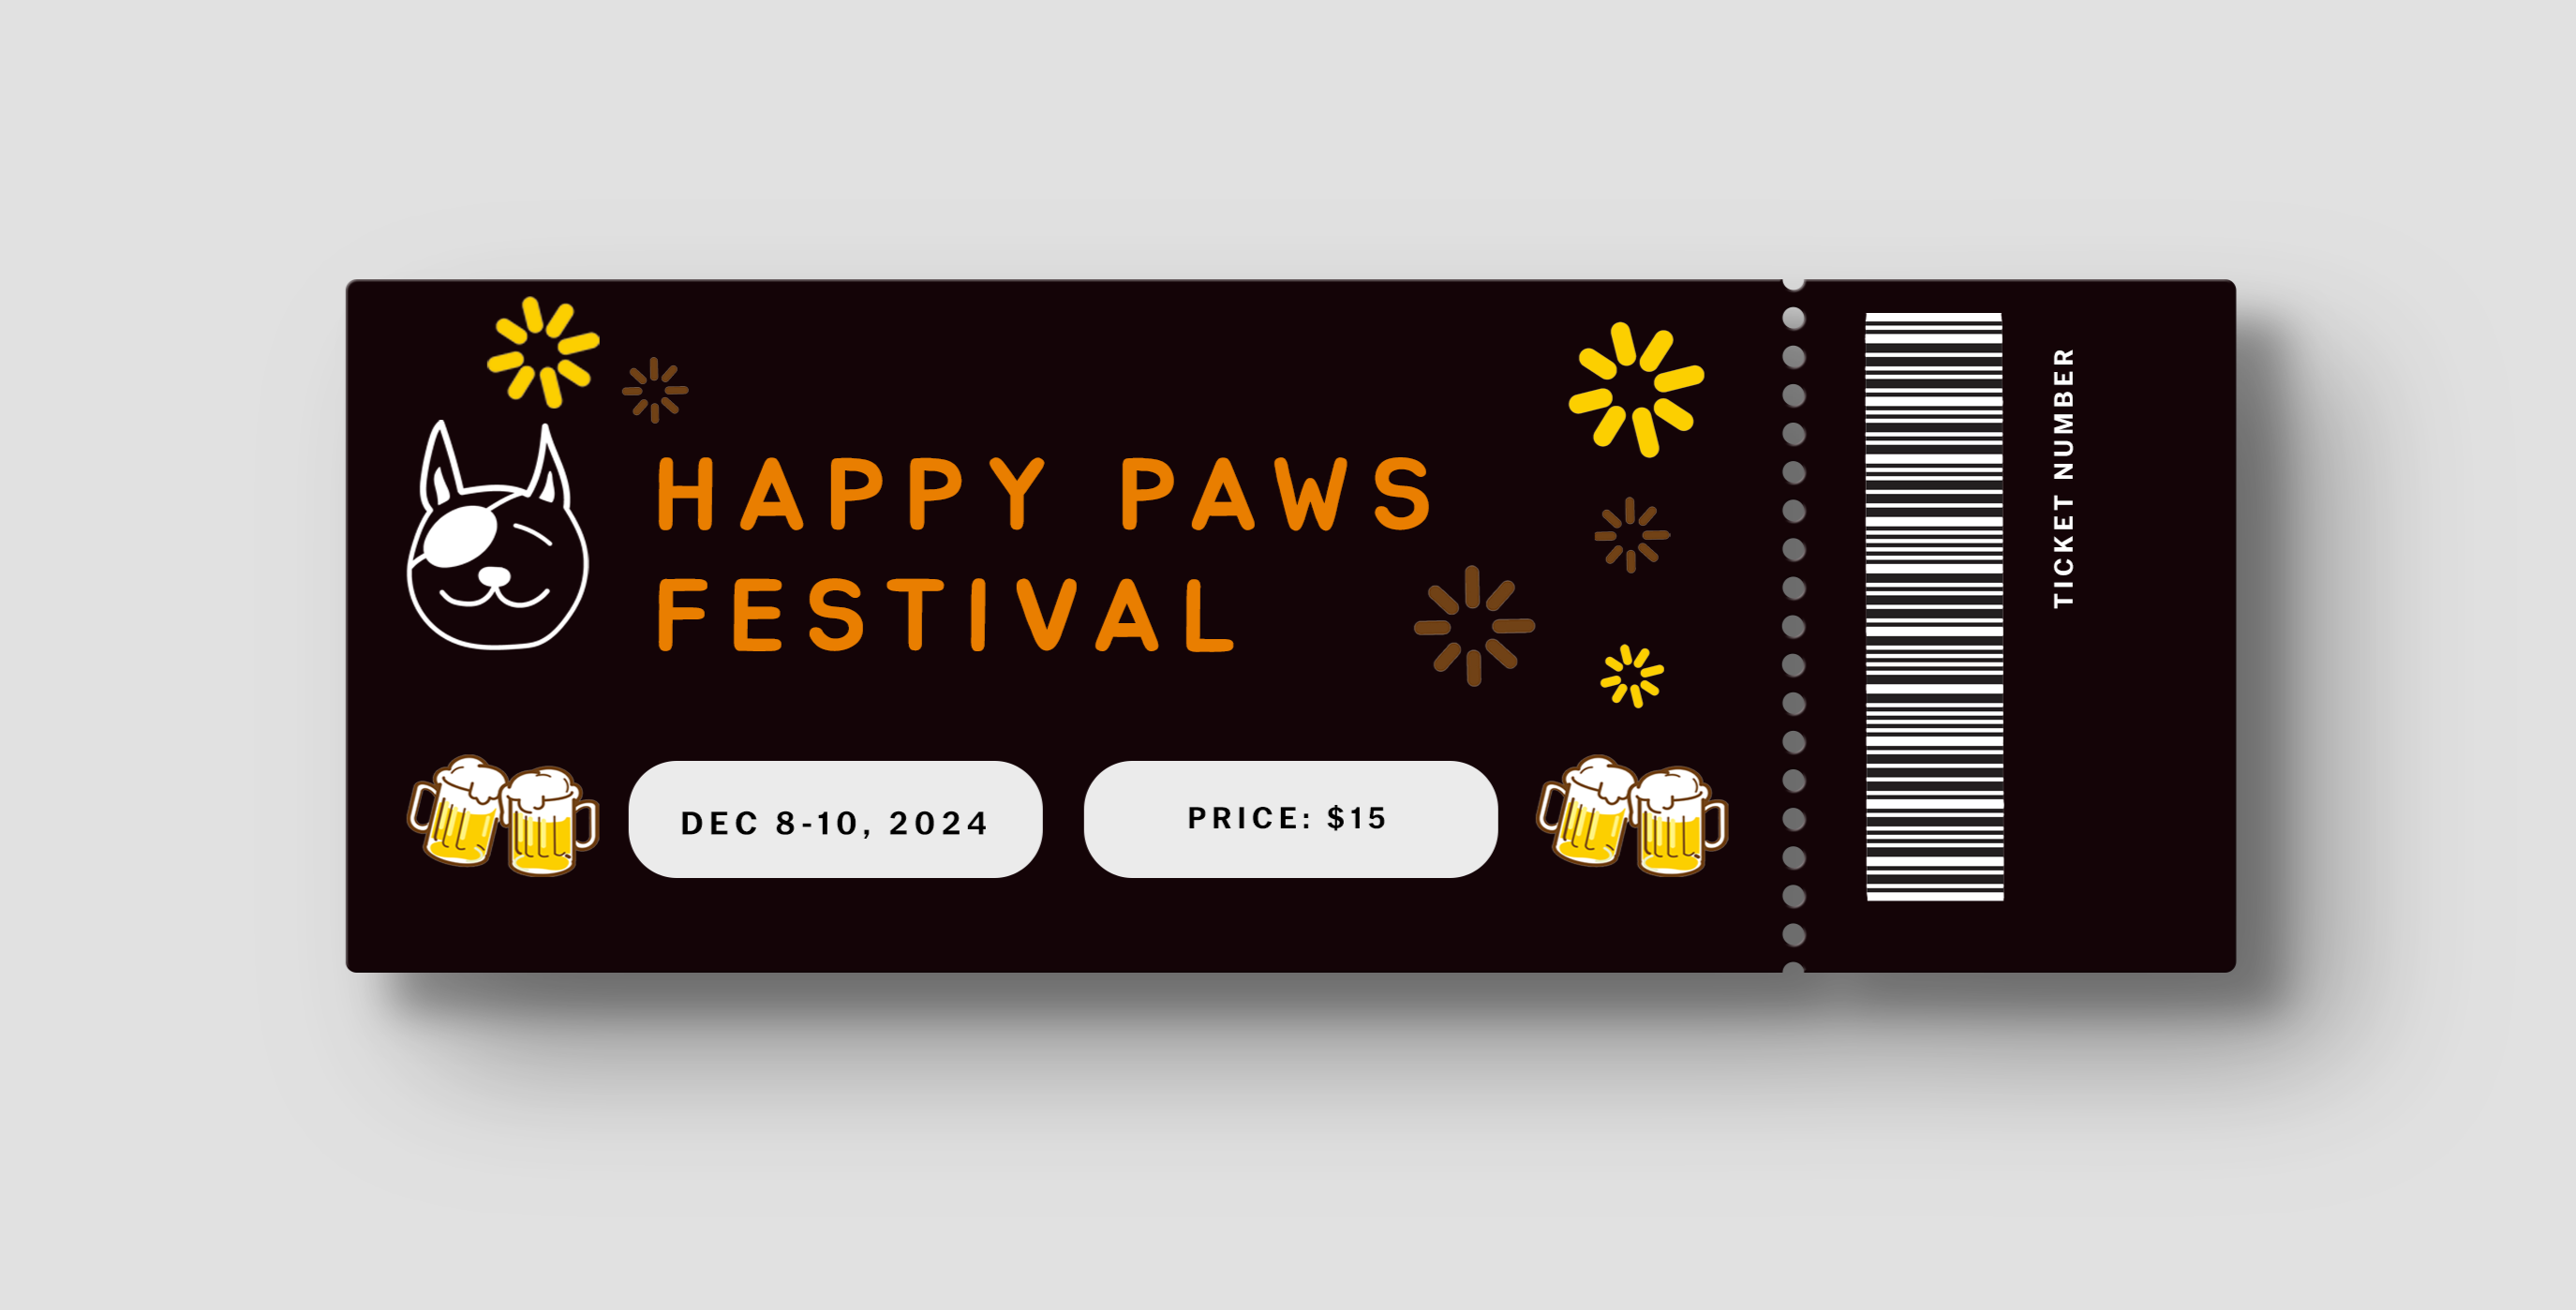 HAPPY PAWS
FESTIVAL
DEC 8-10, 2024
PRICE: $15
TICKET NUMBER